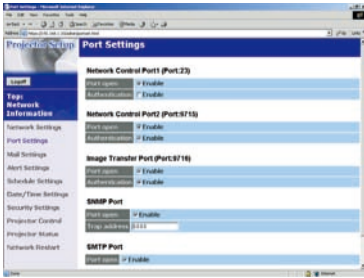 Projector Setup
Port Settings
Logoff
Top:
Network
Information
Network Settings
Port Settings
Mail Settings
Alert Settings
Schedule Settings
Date/Time Settings
Security Settings
Projector Control
Projector Status
Network Restart
Network Control Port1 (Port:23)
Port open Enable
Authentication Enable
Network Control Port2 (Port:9715)
Port open Enable
Authentication Enable
Image Transfer Port (Port:9716)
Port open Enable
Authentication Enable
SNMP Port
Port open Enable
Trap address
SMTP Port
Port open Enable